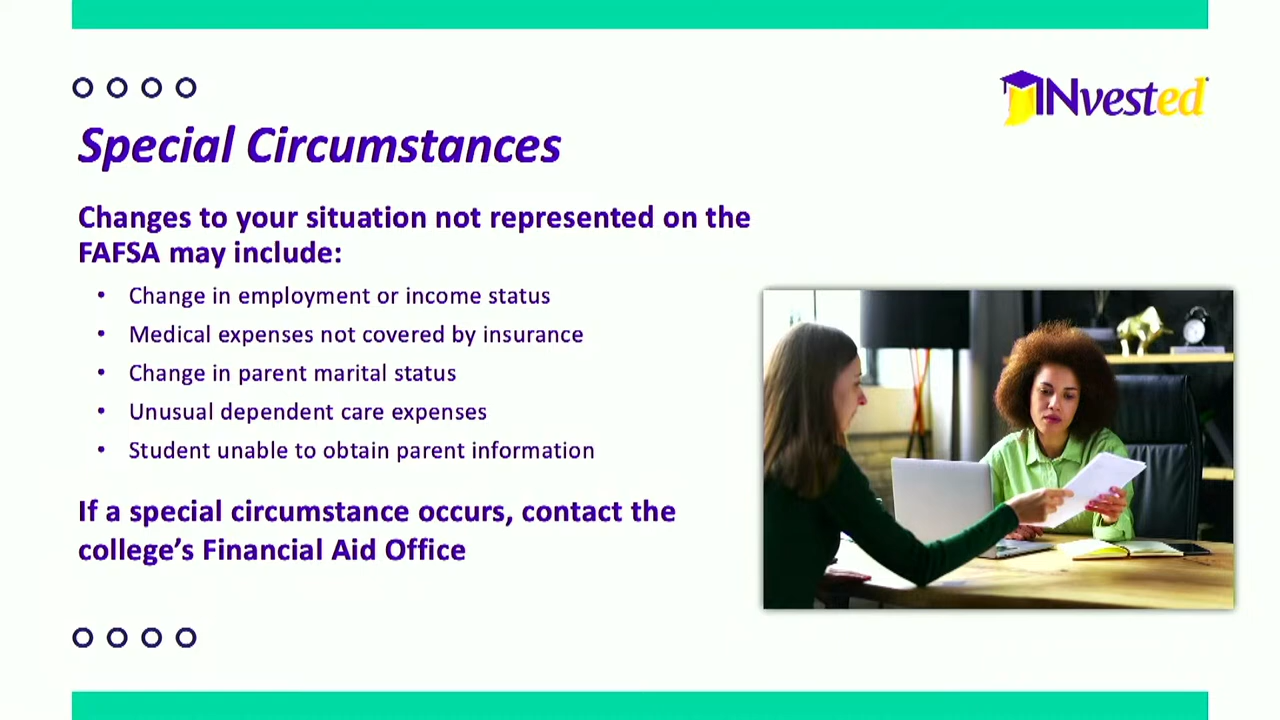 INvested
Special Circumstances
Changes to your situation not represented on the
FAFSA may include:
• Change in employment or income status
• Medical expenses not covered by insurance
• Change in parent marital status
• Unusual dependent care expenses
• Student unable to obtain parent information
If a special circumstance occurs, contact the
college’s Financial Aid Office